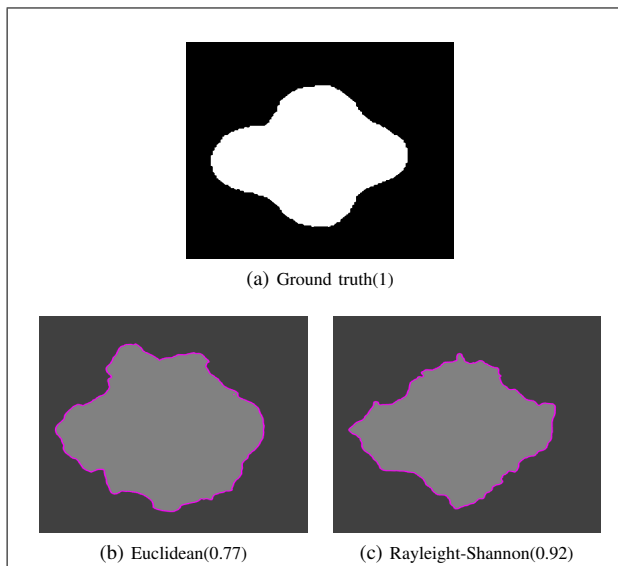 (a) Ground truth(1)
(b) Euclidean(0.77)
(c) Rayleight-Shannon(0.92)